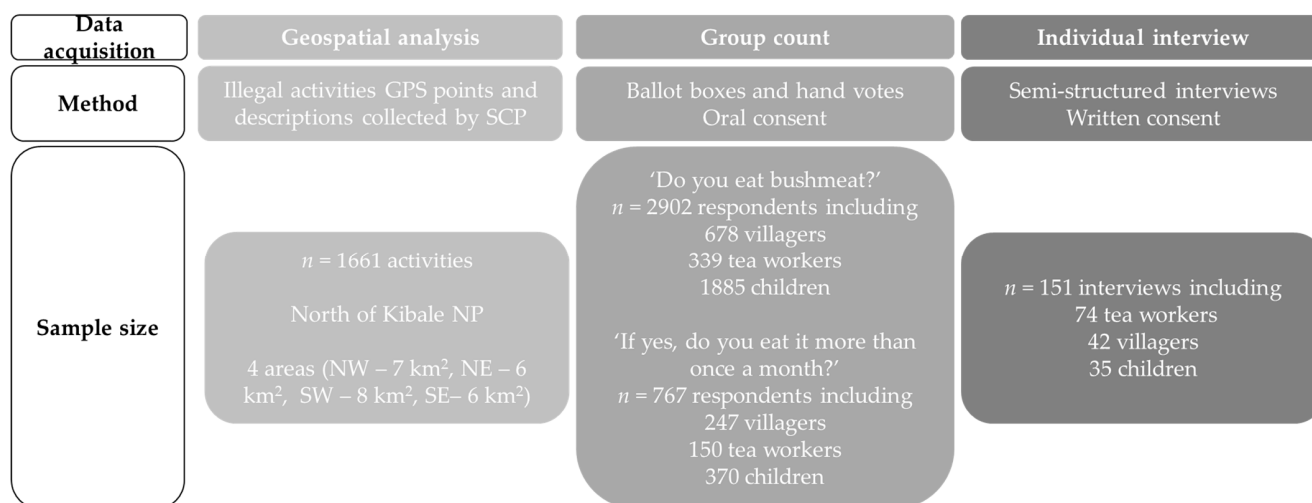 Data
acquisition
Geospatial analysis
Group count
Individual interview
Method
Illegal activities GPS points and
descriptions collected by SCP
Ballot boxes and hand votes
Oral consent
Semi-structured interviews
Written consent
Sample size
n = 1661 activities
North of Kibale NP
4 areas (NW – 7 km², NE – 6
km², SW – 8 km², SE– 6 km²)
‘Do you eat bushmeat?’
n = 2902 respondents including
678 villagers
339 tea workers
1885 children
‘If yes, do you eat it more than
once a month?’
n = 767 respondents including
247 villagers
150 tea workers
370 children
n = 151 interviews including
74 tea workers
42 villagers
35 children